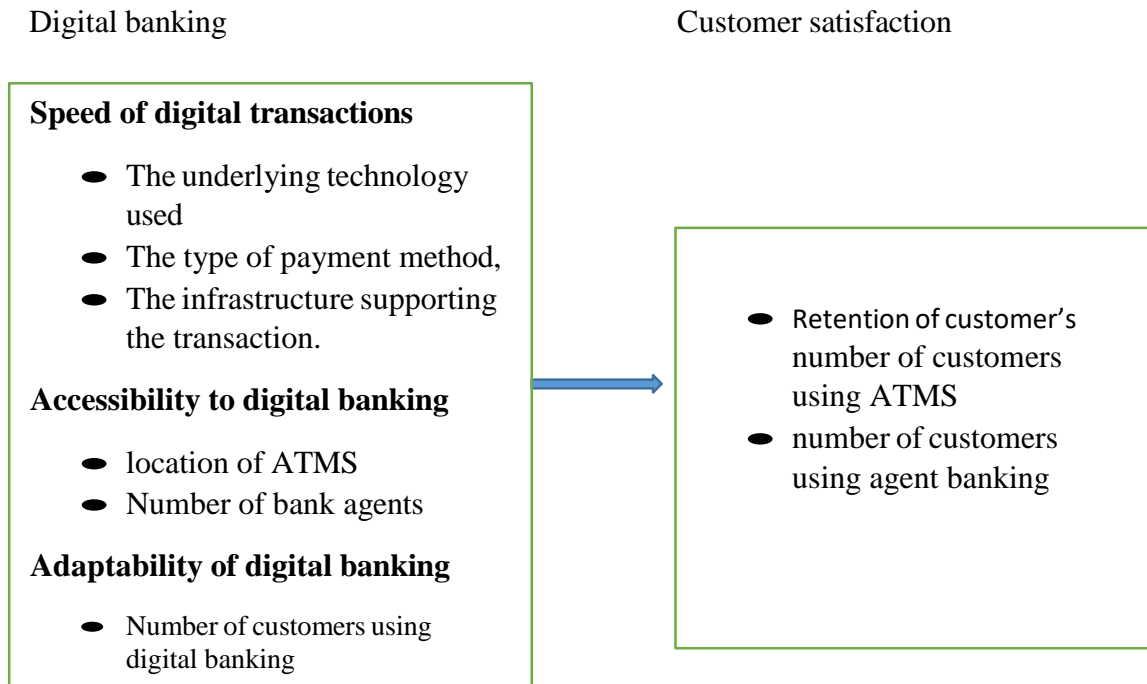 Digital banking
Customer satisfaction
Speed of digital transactions
The underlying technology
used
The type of payment method,
The infrastructure supporting
the transaction.
Accessibility to digital banking
location of ATMS
Number of bank agents
Adaptability of digital banking
Number of customers using
digital banking
Retention of customer’s
number of customers
using ATMS
number of customers
using agent banking